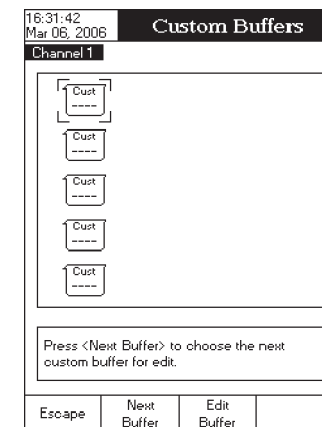 16:31:42
Mar 06, 2006
Custom Buffers
Channel 1
Cust
----
Cust
----
Cust
----
Cust
----
Cust
----
Press <Next Buffer> to choose the next
custom buffer for edit.
Escape
Next
Buffer
Edit
Buffer